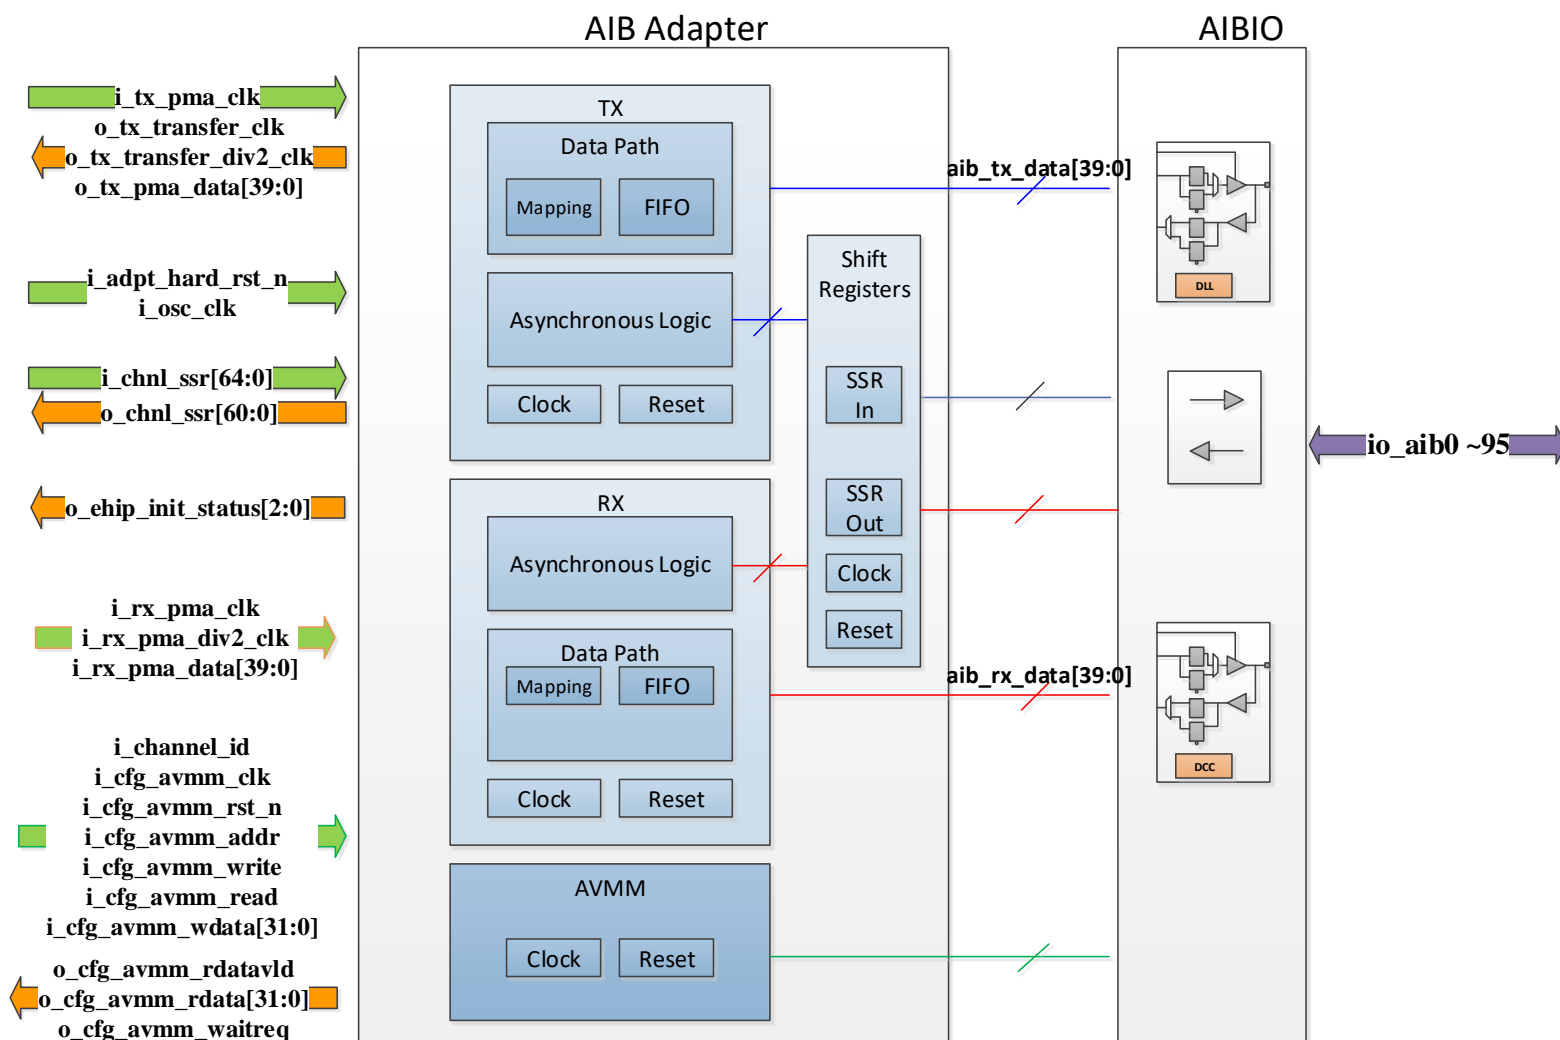 AIB Adapter
AIBIO
i_tx_pma_clk
o_tx_transfer_clk
o_tx_transfer_div2_clk
o_tx_pma_data[39:0]
i_adpt_hard_rst_n
i_osc_clk
i_chnl_ssr[64:0]
o_chnl_ssr[60:0]
o_ehip_init_status[2:0]
i_rx_pma_clk
i_rx_pma_div2_clk
i_rx_pma_data[39:0]
i_channel_id
i_cfg_avmm_clk
i_cfg_avmm_rst_n
i_cfg_avmm_addr
i_cfg_avmm_write
i_cfg_avmm_read
i_cfg_avmm_wdata[31:0]
o_cfg_avmm_rdatavld
o_cfg_avmm_rdata[31:0]
o_cfg_avmm_waitreq
TX
Data Path
Mapping
FIFO
Asynchronous Logic
Clock
Reset
RX
Asynchronous Logic
Data Path
Mapping
FIFO
Clock
Reset
AVMM
Clock
Reset
Shift
Registers
SSR
In
SSR
Out
Clock
Reset
aib_tx_data[39:0]
aib_rx_data[39:0]
DLL
DCC
io_aib0 ~95